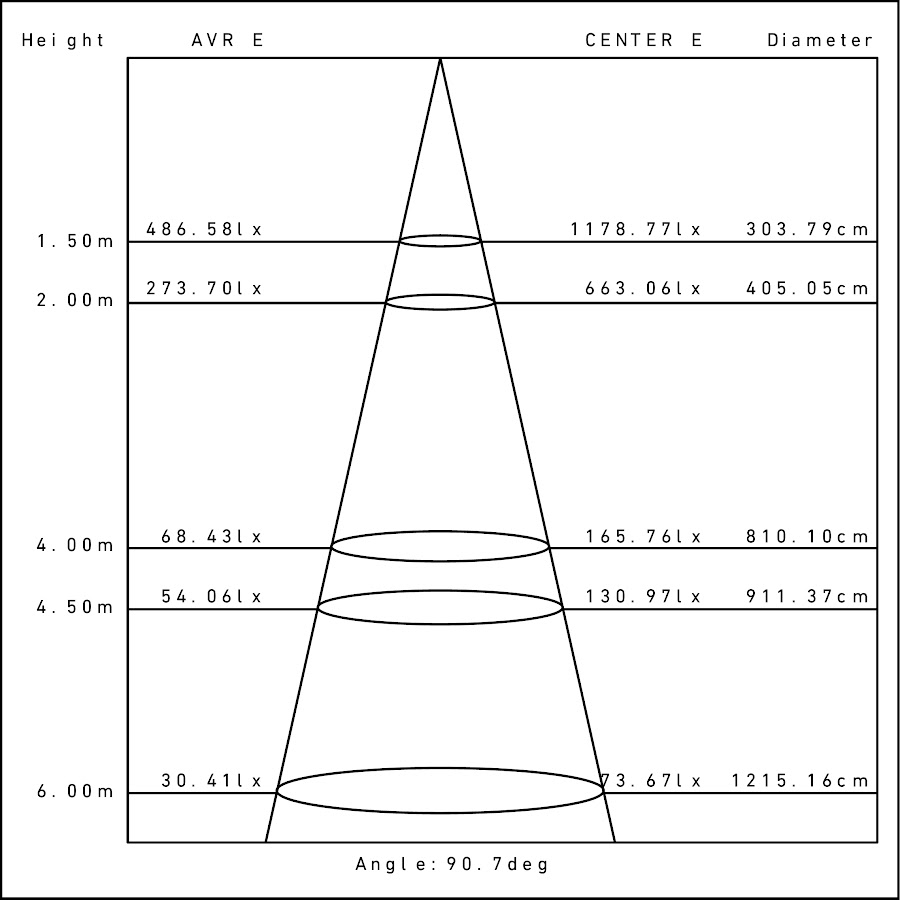 Height AVR E CENTER E Diameter
1.50m 486.58lx 1178.77lx 303.79cm
2.00m 273.70lx 663.06lx 405.05cm
4.00m 68.43lx 165.76lx 810.10cm
4.50m 54.06lx 130.97lx 911.37cm
6.00m 30.41lx 73.67lx 1215.16cm
Angle:90.7deg